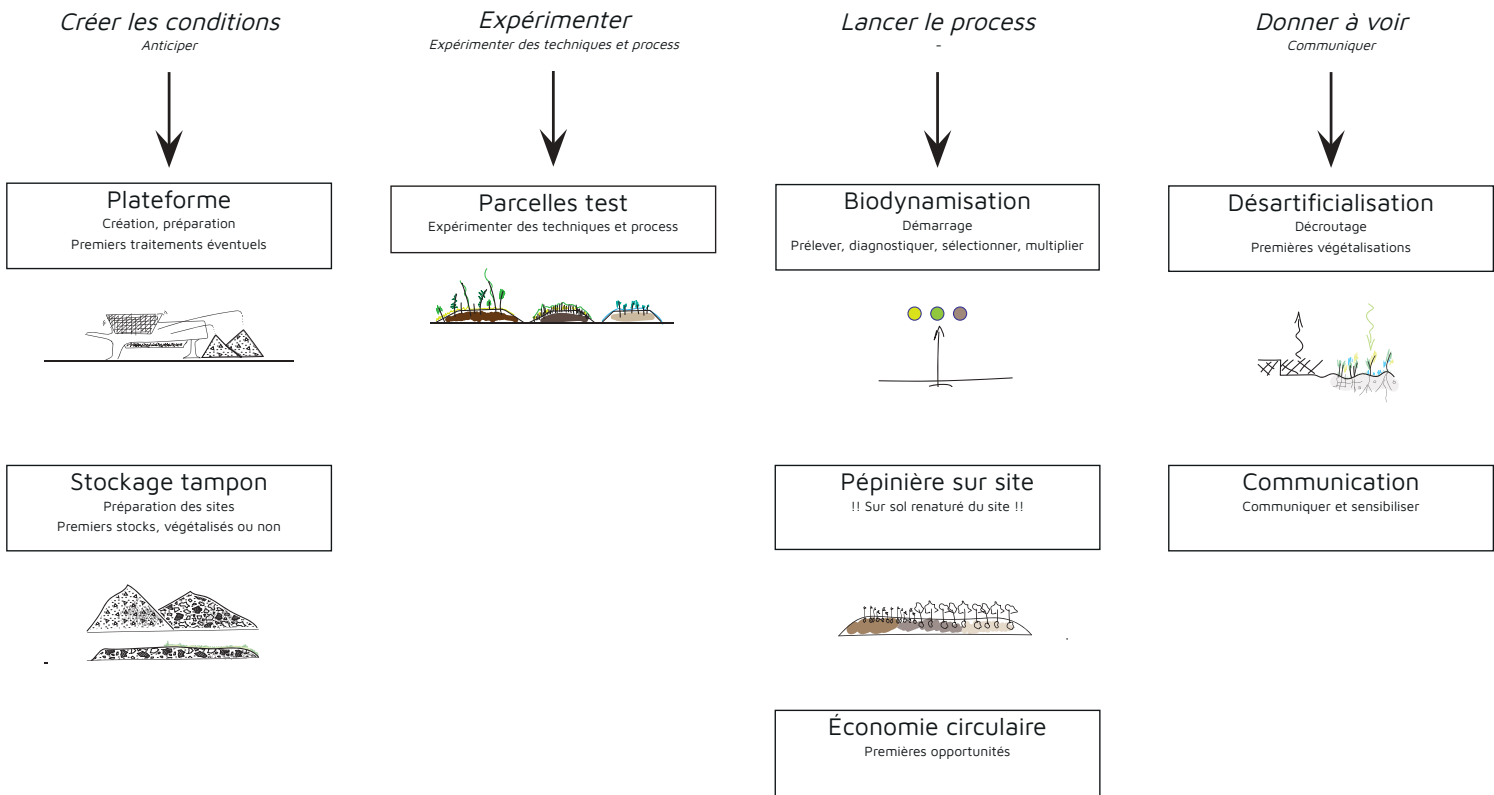 Créer les conditions
Anticiper
Expérimenter
Expérimenter des techniques et process
Lancer le process
-
Donner à voir
Communiquer
Plateforme
Création, préparation
Premiers traitements éventuels
Parcelles test
Expérimenter des techniques et process
Biodynamisation
Démarrage
Prélever, diagnostiquer, sélectionner, multiplier
Désartificialisation
Décroutage
Premières végétalisations
Stockage tampon
Préparation des sites
Premiers stocks, végétalisés ou non
Pépinière sur site
!! Sur sol renaturé du site !!
Communication
Communiquer et sensibiliser
Économie circulaire
Premières opportunités